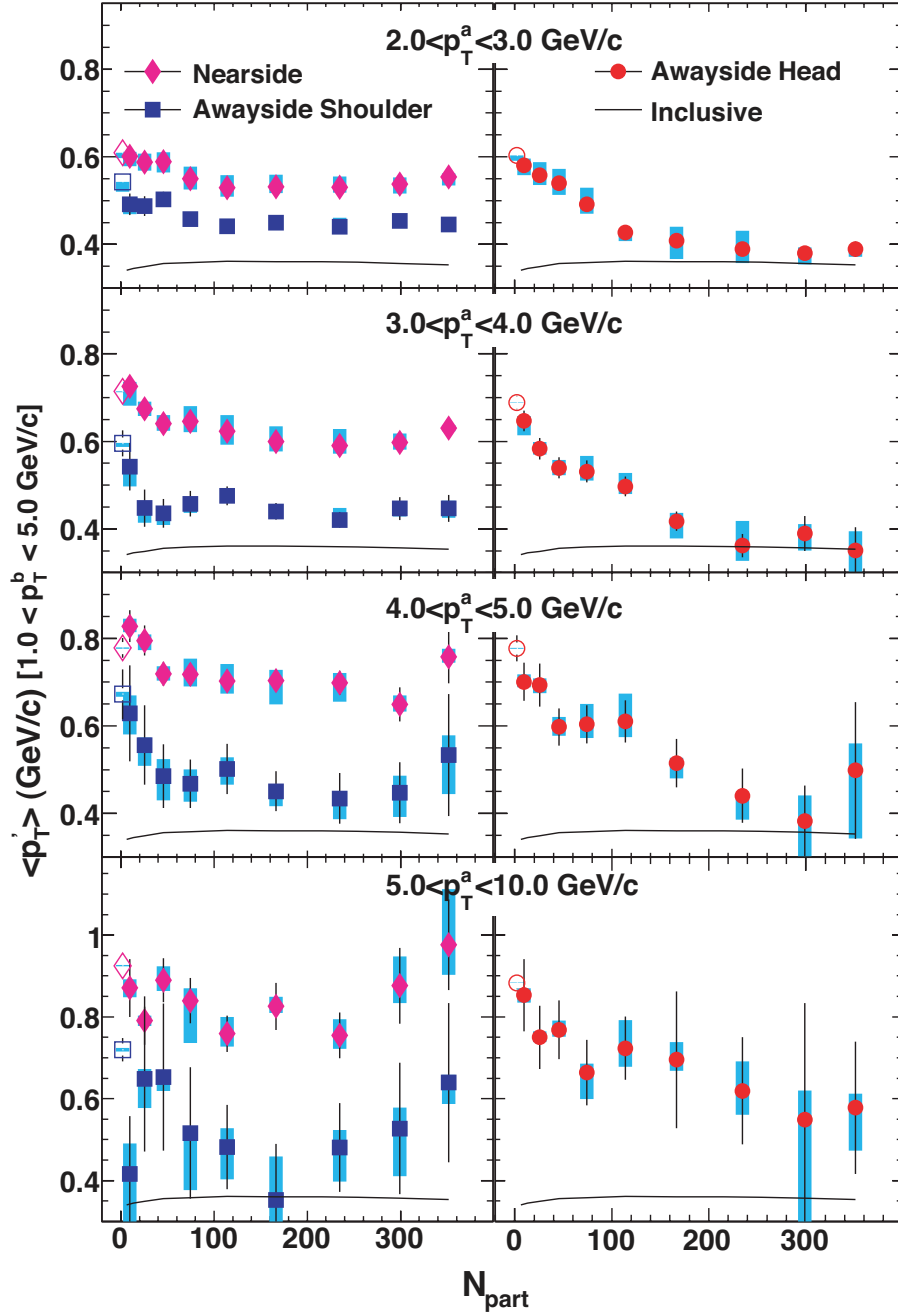 2.0<p_T^a<3.0 GeV/c
0.8
Nearside
Awayside Head
Awayside Shoulder
Inclusive
0.6
0.4
3.0<p_T^a<4.0 GeV/c
0.8
0.6
0.4
4.0<p_T^a<5.0 GeV/c
0.8
0.6
0.4
5.0<p_T^a<10.0 GeV/c
1
0.8
0.6
0.4
0 100 200 300 0 100 200 300
N_part
<p_T^'> (GeV/c) [1.0 < p_T^b < 5.0 GeV/c]